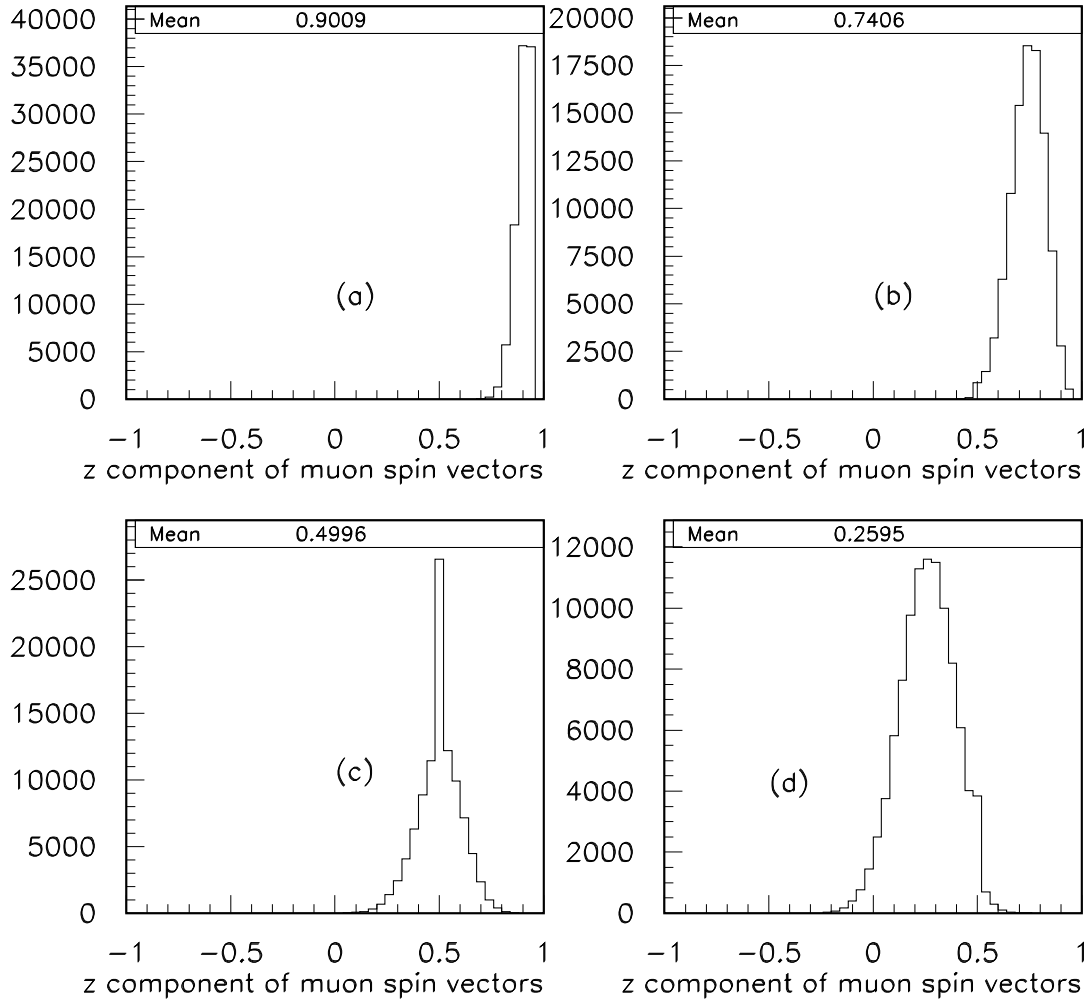 Mean 0.9009
40000
35000
30000
25000
20000
15000
10000
5000
0
(a)
−1 −0.5 0 0.5 1
z component of muon spin vectors
Mean 0.7406
20000
17500
15000
12500
10000
7500
5000
2500
0
(b)
−1 −0.5 0 0.5 1
z component of muon spin vectors
Mean 0.4996
25000
20000
15000
10000
5000
0
(c)
−1 −0.5 0 0.5 1
z component of muon spin vectors
Mean 0.2595
12000
10000
8000
6000
4000
2000
0
(d)
−1 −0.5 0 0.5 1
z component of muon spin vectors